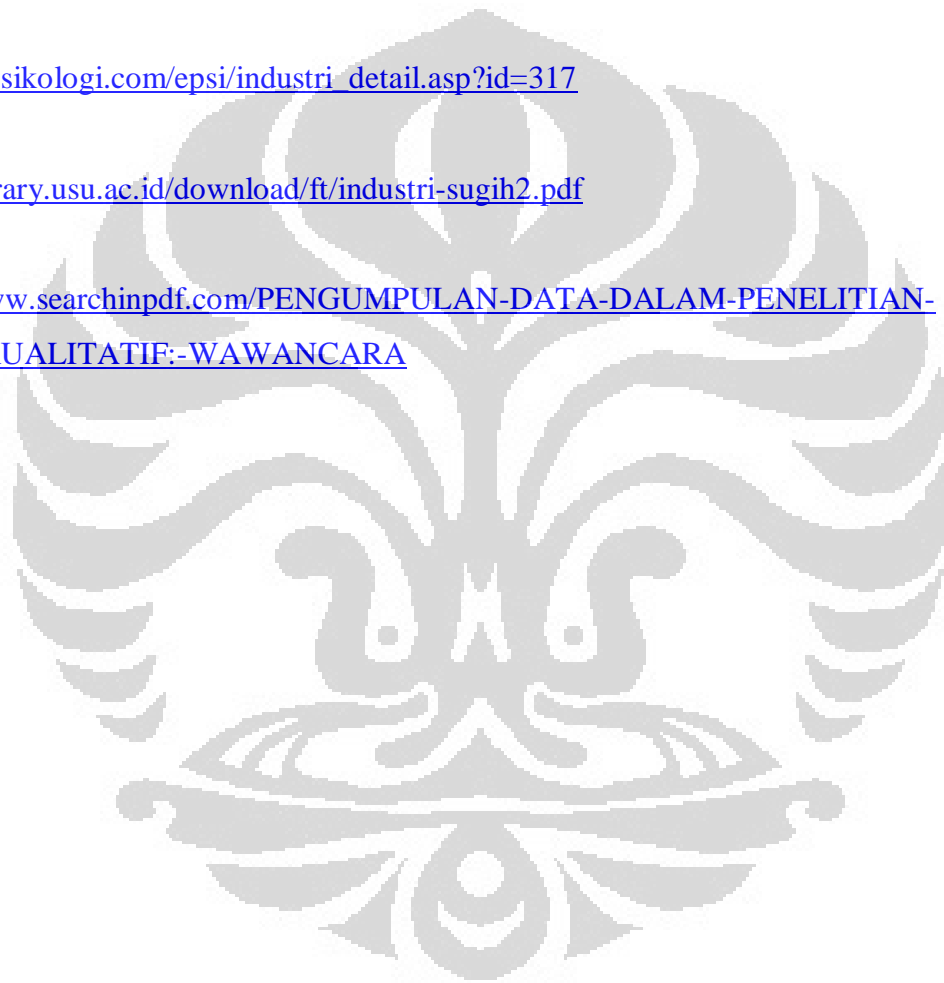 sikologi.com/epsi/industri_detail.asp?id=317
rary.usu.ac.id/download/ft/industri-sugih2.pdf
ww.searchinpdf.com/PENGUMPULAN-DATA-DALAM-PENELITIAN-
UALITATIF:-WAWANCARA